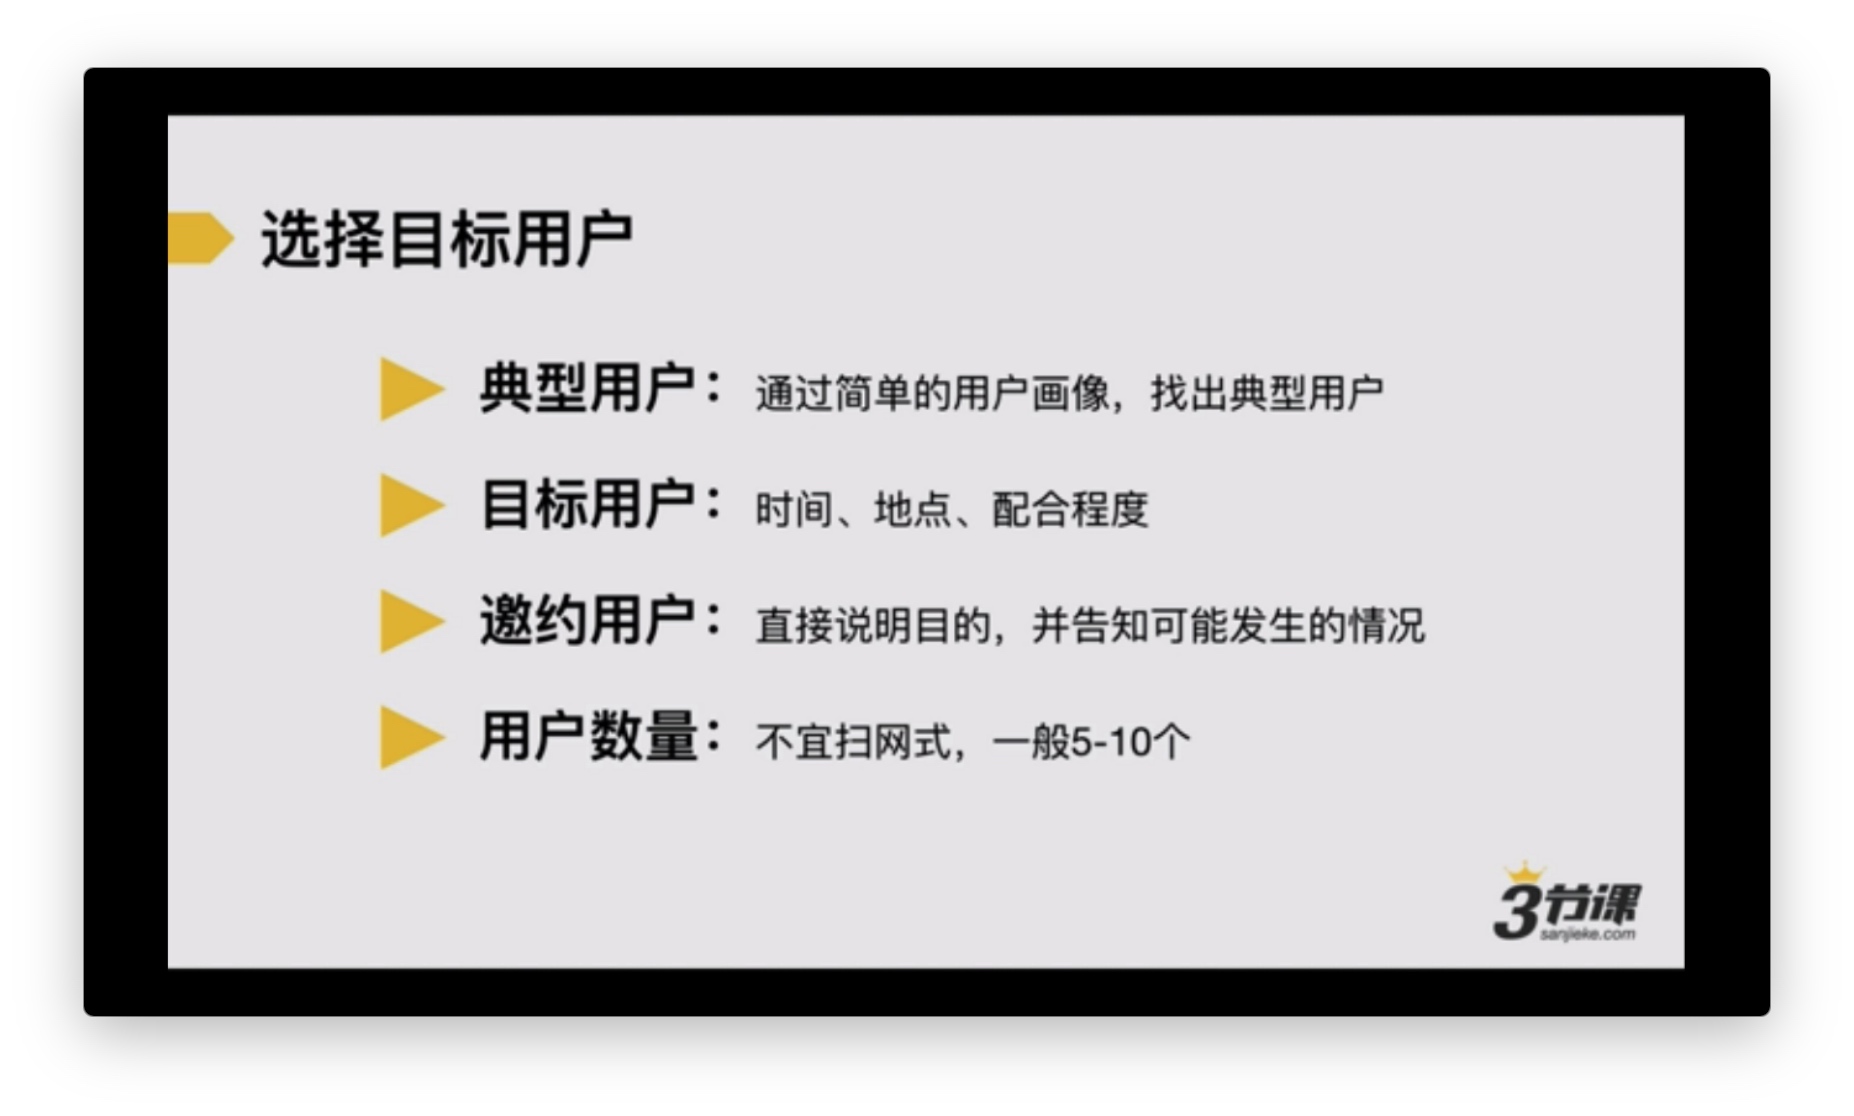 选择目标用户
典型用户：通过简单的用户画像，找出典型用户
目标用户：时间、地点、配合程度
邀约用户：直接说明目的，并告知可能发生的情况
用户数量：不宜扫网式，一般5-10个
3节课
sanjieke.com